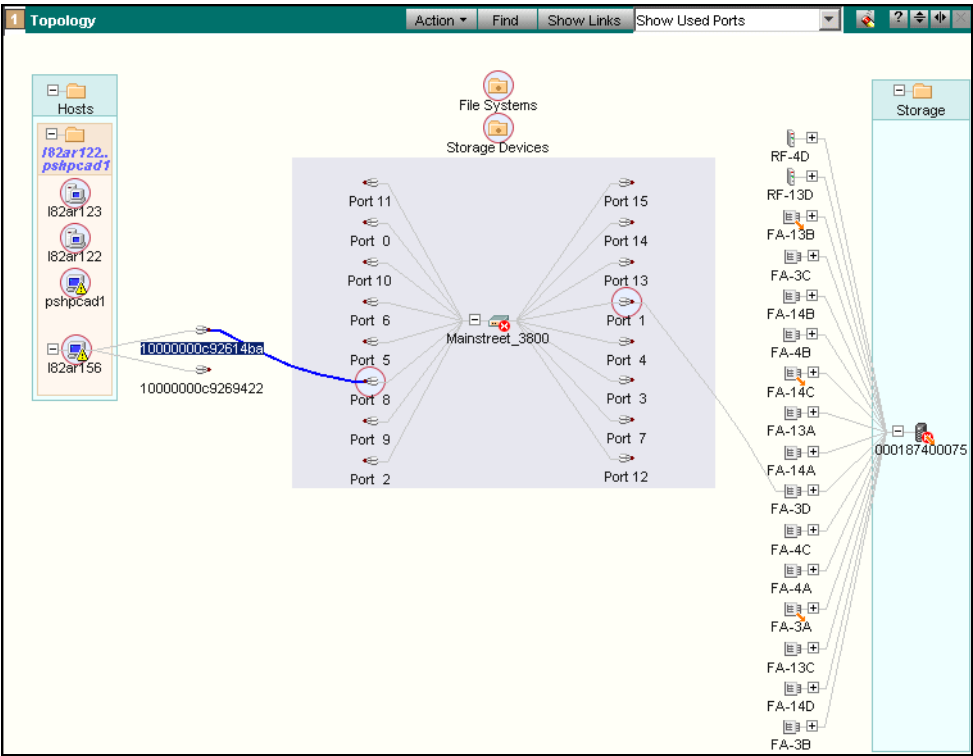 1 Topology Action Find Show Links Show Used Ports ?
Hosts
l82ar122..
pshpcad1
l82ar123
l82ar122
pshpcad1
l82ar156
10000000c92614ba
10000000c9269422
File Systems
Storage Devices
Port 11
Port 0
Port 10
Port 6
Port 5
Port 8
Port 9
Port 2
Mainstreet_3800
Port 15
Port 14
Port 13
Port 1
Port 4
Port 3
Port 7
Port 12
RF-4D
RF-13D
FA-13B
FA-3C
FA-14B
FA-4B
FA-14C
FA-13A
FA-14A
FA-3D
FA-4C
FA-4A
FA-3A
FA-13C
FA-14D
FA-3B
Storage
000187400075